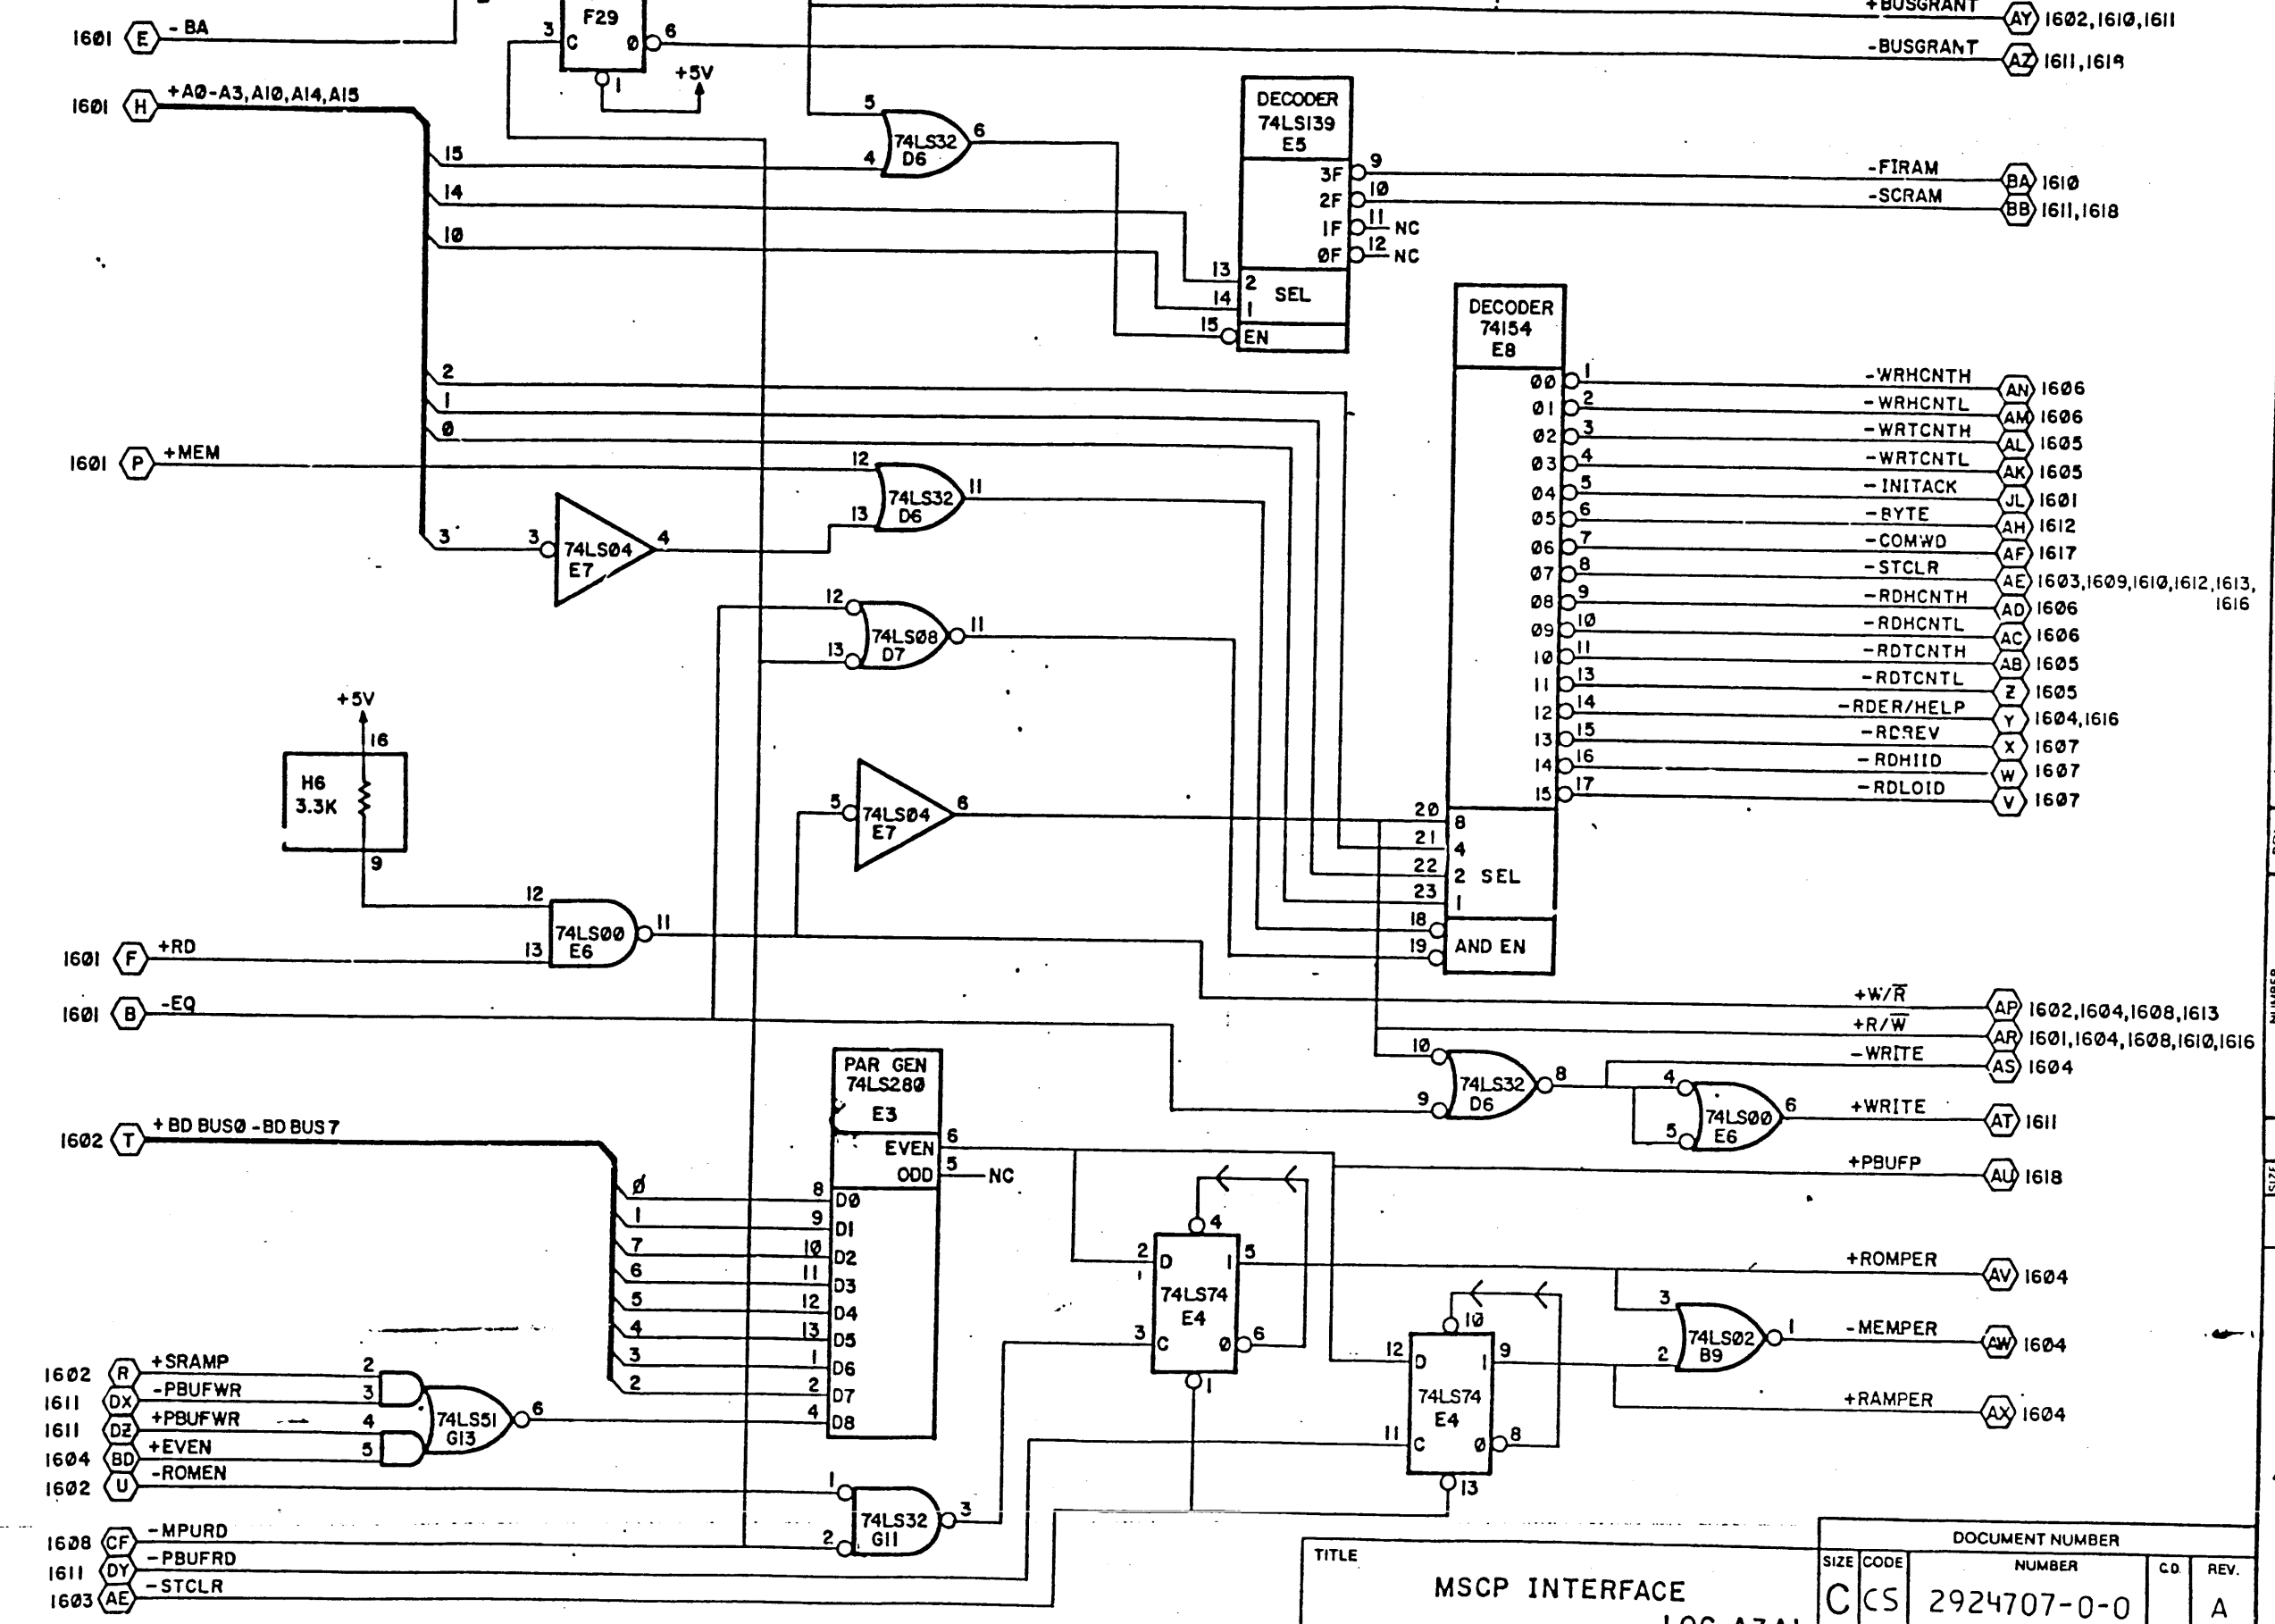 +BUSGRANT AY 1602,1610,1611
F29
1601 E -BA
3 C Ø 6
-BUSGRANT AZ 1611,1619
1
+5V
1601 H +AØ-A3,A1Ø,A14,A15
5
4
74LS32
D6
6
DECODER
74LS139
E5
3F 9 -FIRAM BA 1610
2F 10 -SCRAM BB 1611,1618
1F 11 NC
ØF 12 NC
13 2
14 1
SEL
15 EN
15
14
10
2
1
Ø
3
DECODER
74154
E8
00 1 -WRHCNTH AN 1606
01 2 -WRHCNTL AM 1606
02 3 -WRTCNTH AL 1605
03 4 -WRTCNTL AK 1605
04 5 -INITACK JL 1601
05 6 -BYTE AH 1612
06 7 -COMWD AF 1617
07 8 -STCLR AE 1603,1609,1610,1612,1613,
1616
08 9 -RDHCNTH AD 1606
09 10 -RDHCNTL AC 1606
10 11 -RDTCNTH AB 1605
11 13 -RDTCNTL Z 1605
12 14 -RDER/HELP Y 1604,1616
13 15 X 1607
14 16 -RDHIID W 1607
15 17 -RDLOID V 1607
20 8
21 4
22 2 SEL
23 1
18
19
AND EN
1601 P +MEM
12
13
74LS32
D6
11
3
74LS04
E7
4
12
13
74LS08
D7
11
+5V
16
H6
3.3K
9
5
74LS04
E7
6
12
13
74LS00
E6
11
1601 F +RD
1601 B -EQ
+W/R̅ AP 1602,1604,1608,1613
+R/W̅ AR 1601,1604,1608,1610,1616
-WRITE AS 1604
10
9
74LS32
D6
8
4
5
74LS00
E6
6
+WRITE AT 1611
+PBUFP AU 1618
1602 T +BD BUSØ-BD BUS7
PAR GEN
74LS280
E3
EVEN 6
ODD 5 NC
Ø 8 DØ
1 9 D1
7 10 D2
6 11 D3
5 12 D4
4 13 D5
3 1 D6
2 2 D7
4 D8
4
2 D 1 5
74LS74
E4
3 C Ø 6
1
10
12 D 1 9
74LS74
E4
11 C Ø 8
13
+ROMPER AV 1604
3
2
74LS02
B9
1
-MEMPER AW 1604
+RAMPER AX 1604
1602 R +SRAMP 2
1611 DX -PBUFWR 3
1611 DZ +PBUFWR 4
1604 BD +EVEN 5
74LS51
G13
6
1602 U -ROMEN
1
2
74LS32
G11
3
1608 CF -MPURD
1611 DY -PBUFRD
1603 AE -STCLR
TITLE
MSCP INTERFACE
DOCUMENT NUMBER
SIZE CODE NUMBER C.D. REV.
C CS 2924707-0-0 A
NUMBER
SIZE